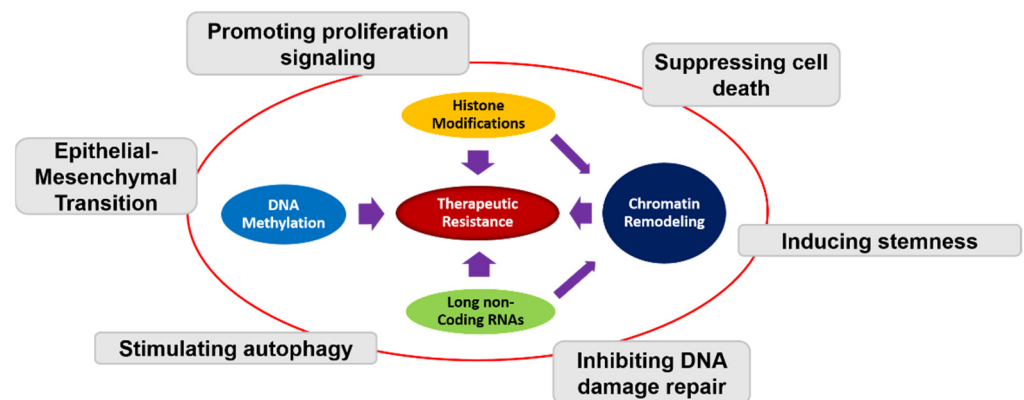 Promoting proliferation
signaling
Suppressing cell
death
Histone
Modifications
Epithelial-
Mesenchymal
Transition
DNA
Methylation
Therapeutic
Resistance
Chromatin
Remodeling
Inducing stemness
Long non-
Coding RNAs
Stimulating autophagy
Inhibiting DNA
damage repair